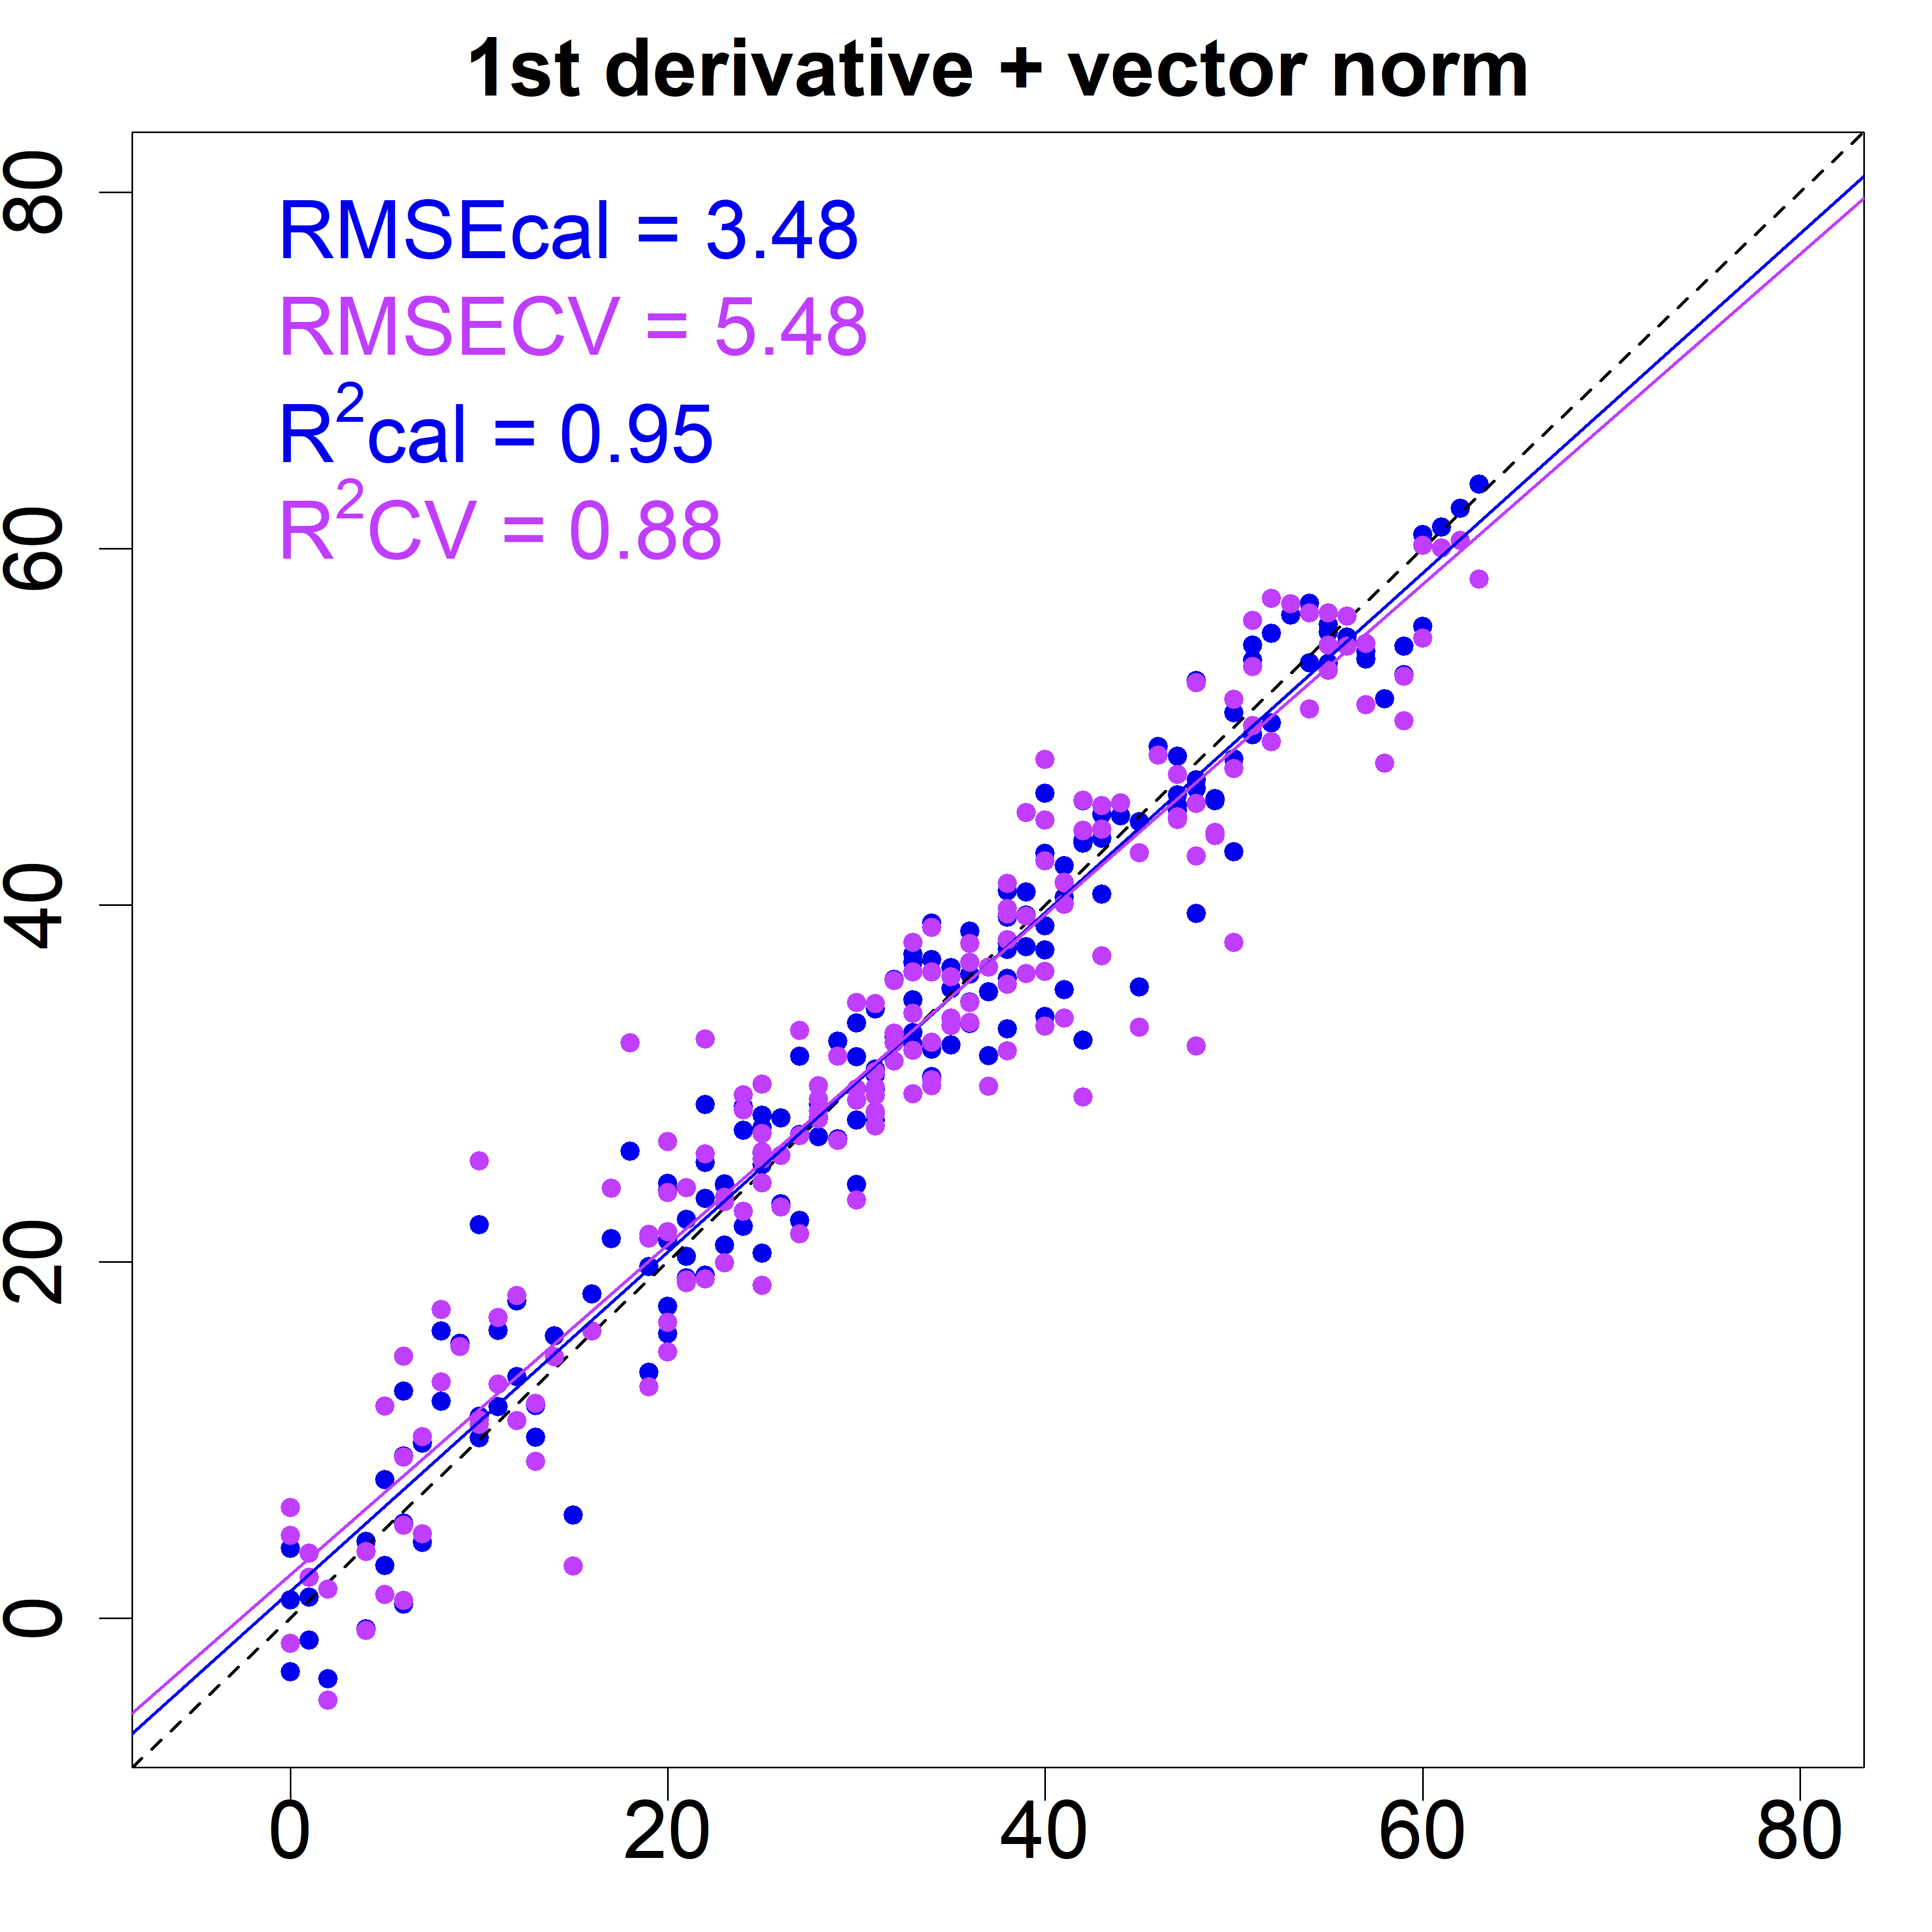 1st derivative + vector norm
80
RMSEcal = 3.48
RMSECV = 5.48
R²cal = 0.95
R²CV = 0.88
60
40
20
0
0 20 40 60 80